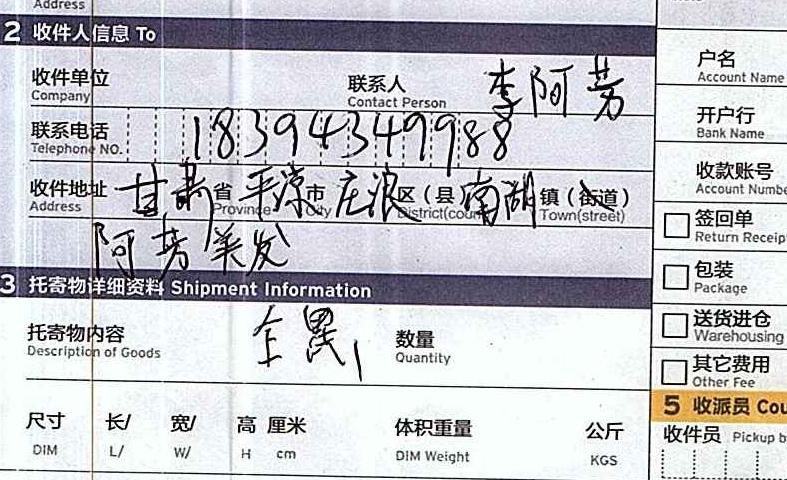 Address
2 收件人信息 To
户名
Account Name
收件单位
Company
联系人
Contact Person
李阿芳
开户行
Bank Name
联系电话
Telephone NO.
18394349988
收款账号
Account Numbe
收件地址
Address
甘肃省 平凉市 庄浪区（县）南湖镇（街道）
Province City District(coun Town(street)
阿芳美发
签回单
Return Receip
包装
Package
3 托寄物详细资料 Shipment Information
托寄物内容
Description of Goods
数量
Quantity
送货进仓
Warehousing
其它费用
Other Fee
5 收派员 Cou
收件员 Pickup b
尺寸 长/ 宽/ 高 厘米 体积重量 公斤
DIM L/ W/ H cm DIM Weight KGS